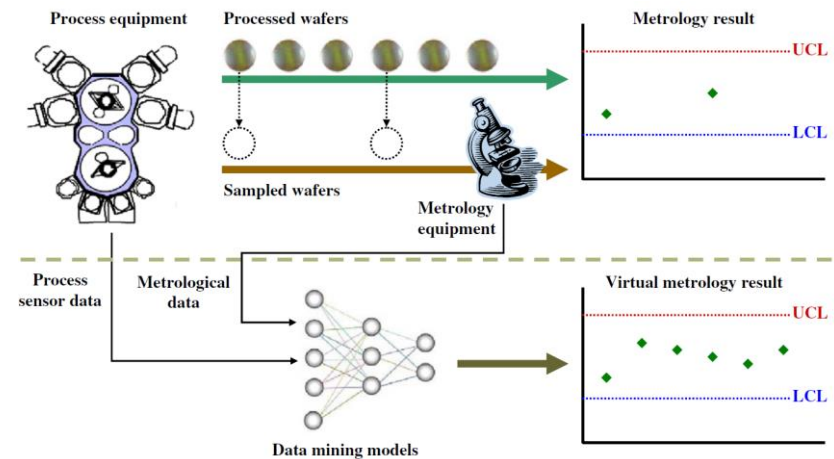 Process equipment
Processed wafers
Metrology result
UCL
LCL
Sampled wafers
Metrology
equipment
Process
sensor data
Metrological
data
Virtual metrology result
UCL
LCL
Data mining models